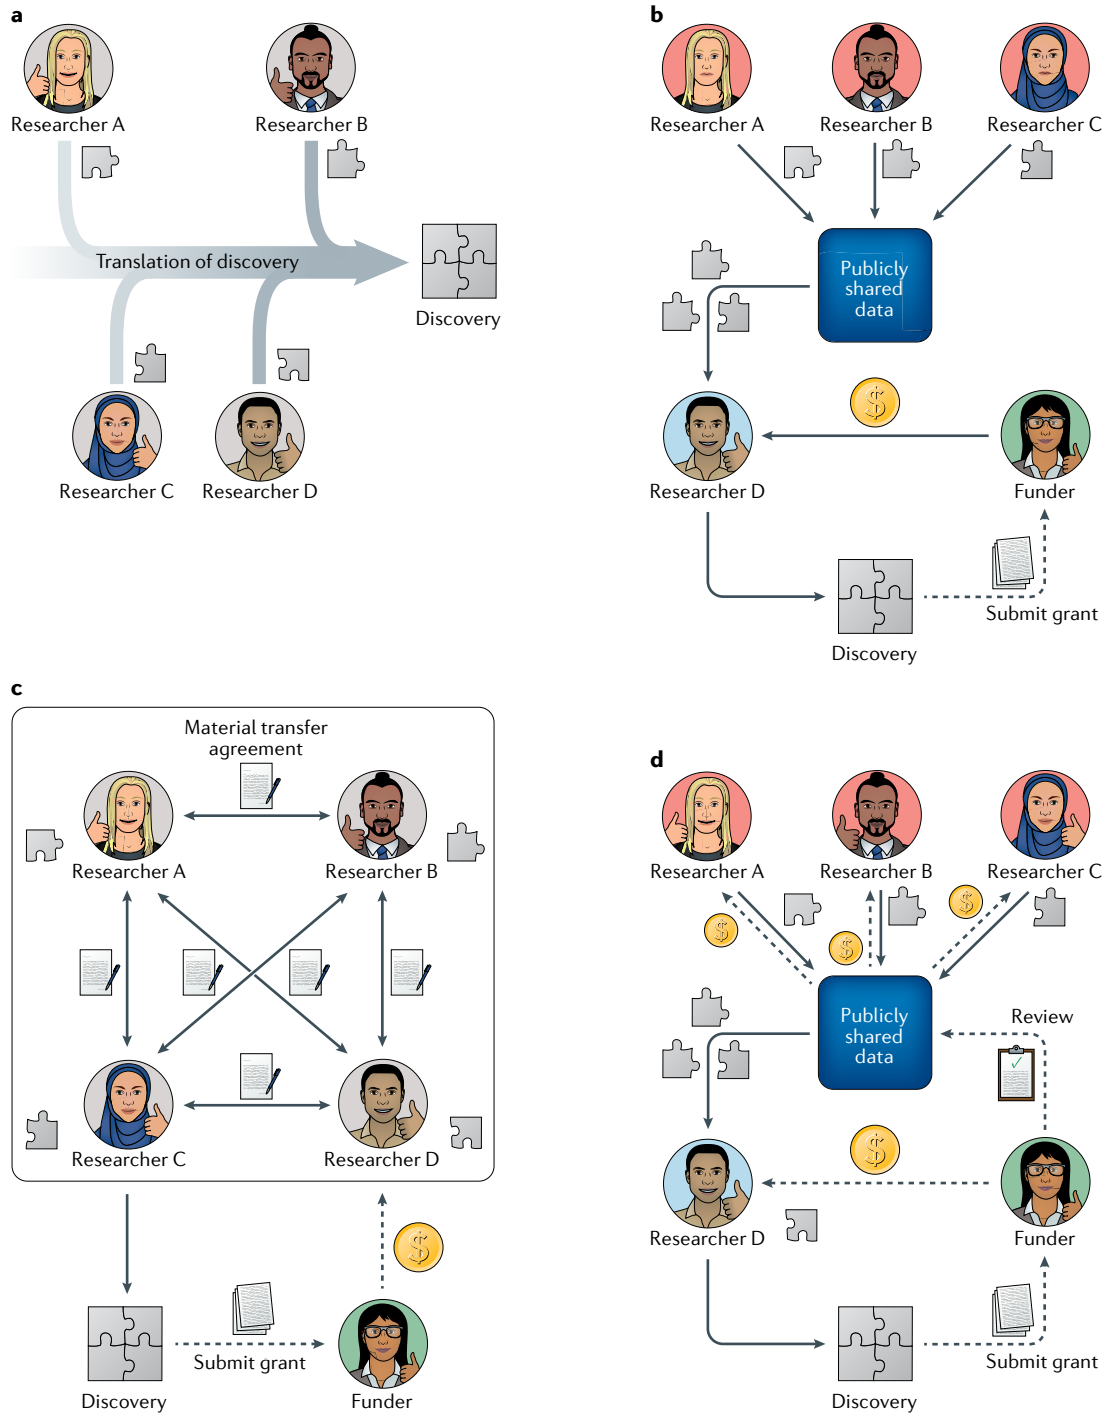 a
Researcher A
Researcher B
Translation of discovery
Discovery
Researcher C
Researcher D
b
Researcher A
Researcher B
Researcher C
Publicly
shared
data
$
Researcher D
Funder
Submit grant
Discovery
c
Material transfer
agreement
Researcher A
Researcher B
Researcher C
Researcher D
$
Submit grant
Discovery
Funder
d
Researcher A
Researcher B
Researcher C
$
$
$
Publicly
shared
data
Review
$
Researcher D
Funder
Submit grant
Discovery